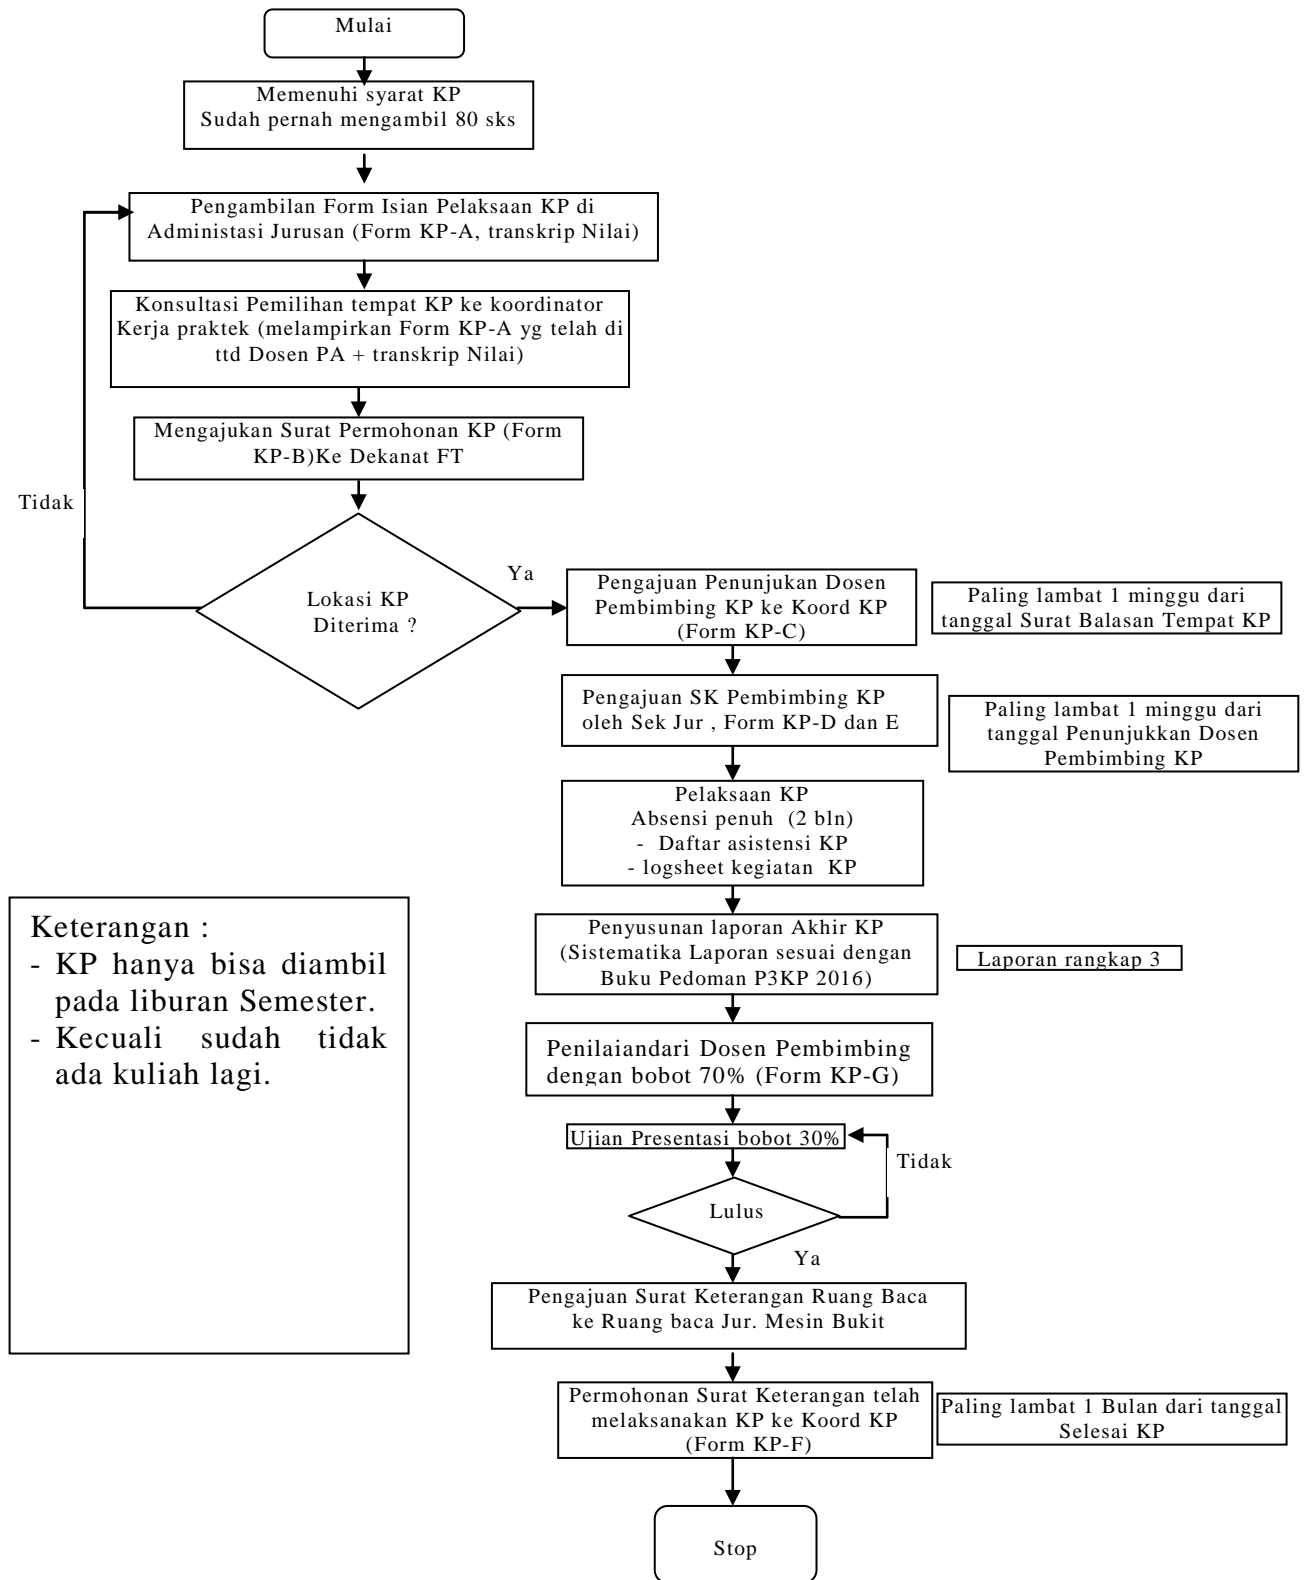 Mulai
Memenuhi syarat KP
Sudah pernah mengambil 80 sks
Pengambilan Form Isian Pelaksaan KP di
Administasi Jurusan (Form KP-A, transkrip Nilai)
Konsultasi Pemilihan tempat KP ke koordinator
Kerja praktek (melampirkan Form KP-A yg telah di
ttd Dosen PA + transkrip Nilai)
Mengajukan Surat Permohonan KP (Form
KP-B)Ke Dekanat FT
Tidak
Lokasi KP
Diterima ?
Ya
Pengajuan Penunjukan Dosen
Pembimbing KP ke Koord KP
(Form KP-C)
Paling lambat 1 minggu dari
tanggal Surat Balasan Tempat KP
Pengajuan SK Pembimbing KP
oleh Sek Jur , Form KP-D dan E
Paling lambat 1 minggu dari
tanggal Penunjukkan Dosen
Pembimbing KP
Pelaksaan KP
Absensi penuh (2 bln)
- Daftar asistensi KP
- logsheet kegiatan KP
Keterangan :
- KP hanya bisa diambil
pada liburan Semester.
- Kecuali sudah tidak
ada kuliah lagi.
Penyusunan laporan Akhir KP
(Sistematika Laporan sesuai dengan
Buku Pedoman P3KP 2016)
Laporan rangkap 3
Penilaiandari Dosen Pembimbing
dengan bobot 70% (Form KP-G)
Ujian Presentasi bobot 30%
Tidak
Lulus
Ya
Pengajuan Surat Keterangan Ruang Baca
ke Ruang baca Jur. Mesin Bukit
Permohonan Surat Keterangan telah
melaksanakan KP ke Koord KP
(Form KP-F)
Paling lambat 1 Bulan dari tanggal
Selesai KP
Stop